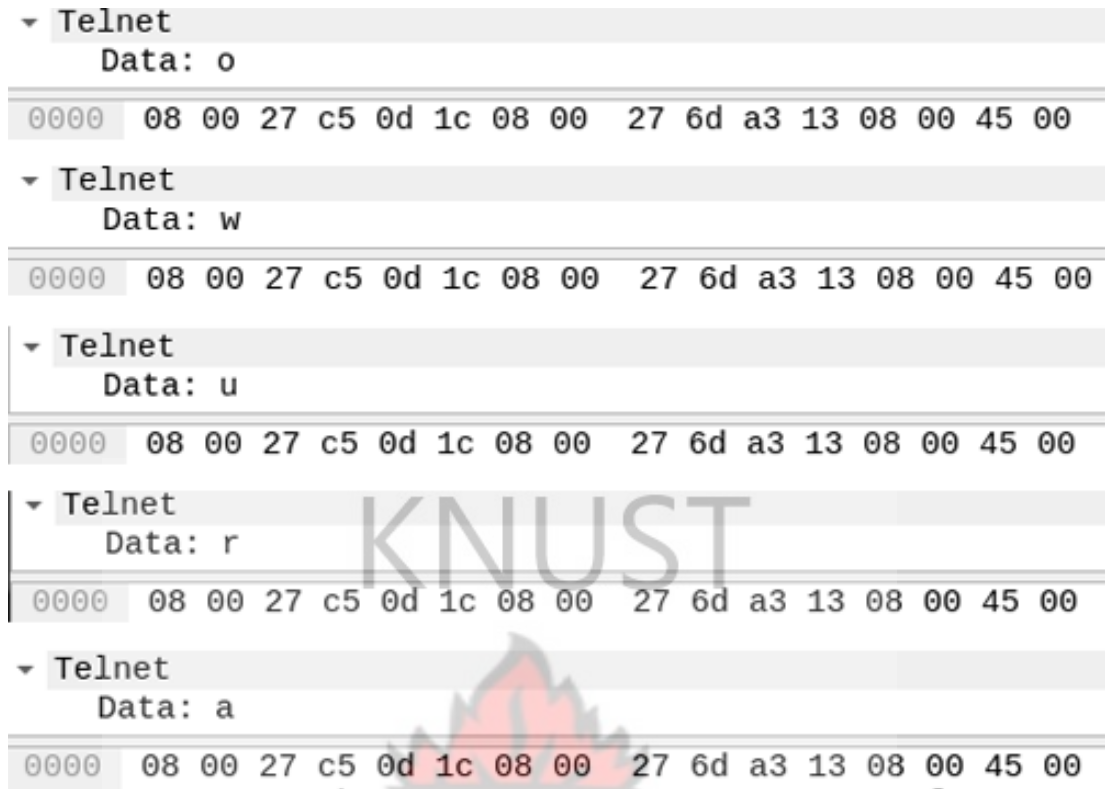 Telnet
Data: o
0000 08 00 27 c5 0d 1c 08 00 27 6d a3 13 08 00 45 00
Telnet
Data: w
0000 08 00 27 c5 0d 1c 08 00 27 6d a3 13 08 00 45 00
Telnet
Data: u
0000 08 00 27 c5 0d 1c 08 00 27 6d a3 13 08 00 45 00
Telnet
KNUST
Data: r
0000 08 00 27 c5 0d 1c 08 00 27 6d a3 13 08 00 45 00
Telnet
Data: a
0000 08 00 27 c5 0d 1c 08 00 27 6d a3 13 08 00 45 00